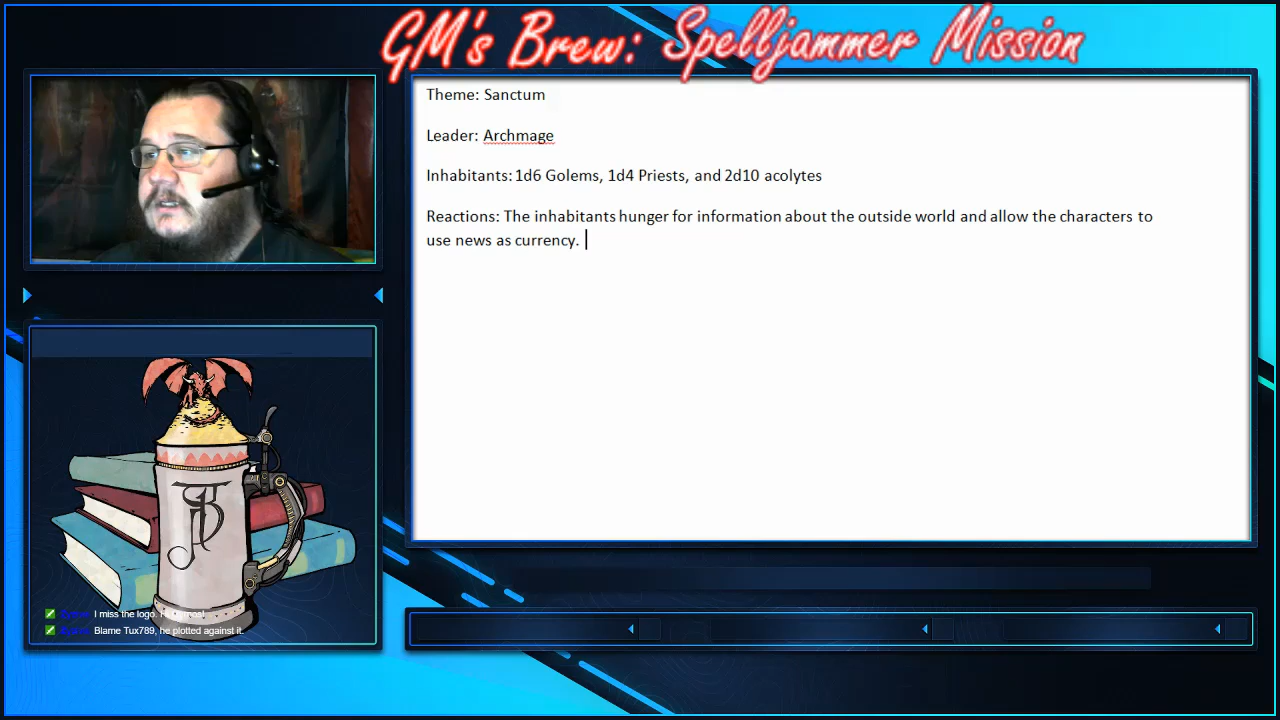 GM's Brew: Spelljammer Mission
Theme: Sanctum
Leader: Archmage
Inhabitants: 1d6 Golems, 1d4 Priests, and 2d10 acolytes
Reactions: The inhabitants hunger for information about the outside world and allow the characters to
use news as currency.
I miss the logo.
Blame Tux789, he plotted against it.